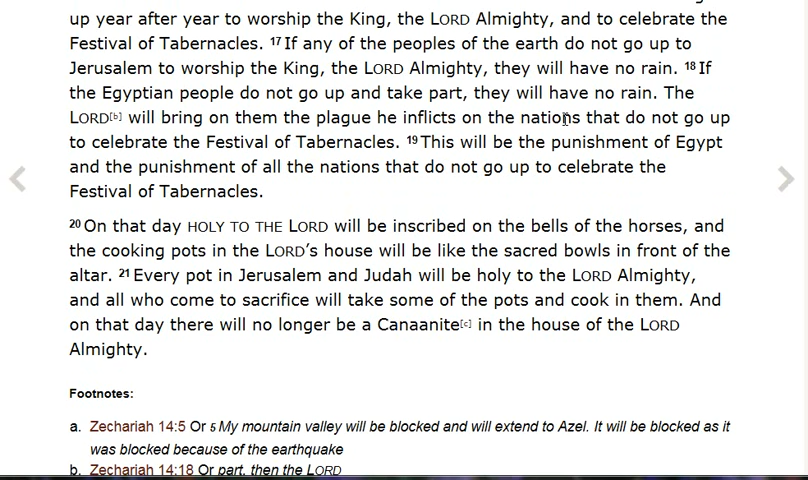 up year after year to worship the King, the LORD Almighty, and to celebrate the
Festival of Tabernacles. 17 If any of the peoples of the earth do not go up to
Jerusalem to worship the King, the LORD Almighty, they will have no rain. 18 If
the Egyptian people do not go up and take part, they will have no rain. The
LORD[b] will bring on them the plague he inflicts on the nations that do not go up
to celebrate the Festival of Tabernacles. 19 This will be the punishment of Egypt
and the punishment of all the nations that do not go up to celebrate the
Festival of Tabernacles.
20 On that day HOLY TO THE LORD will be inscribed on the bells of the horses, and
the cooking pots in the LORD’s house will be like the sacred bowls in front of the
altar. 21 Every pot in Jerusalem and Judah will be holy to the LORD Almighty,
and all who come to sacrifice will take some of the pots and cook in them. And
on that day there will no longer be a Canaanite[c] in the house of the LORD
Almighty.
Footnotes:
a. Zechariah 14:5 Or 5 My mountain valley will be blocked and will extend to Azel. It will be blocked as it
was blocked because of the earthquake
b. Zechariah 14:18 Or part, then the LORD